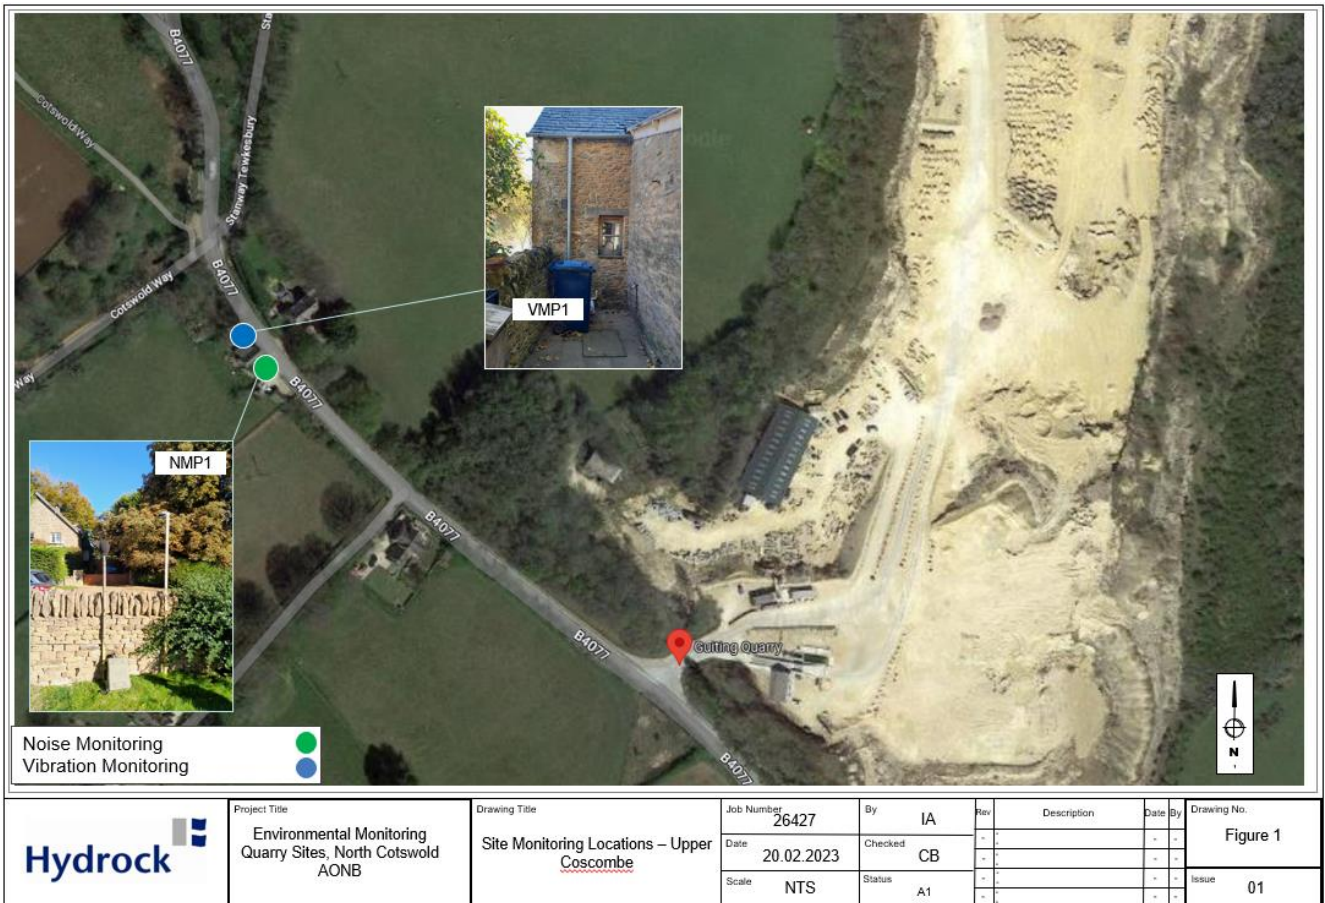 B4077
Sta
Cotswold Way
Stanway Tewkesbury
Cotswold Way
B4077
Way
B4077
VMP1
NMP1
B4077
B4077
Guiting Quarry
B4077
Noise Monitoring
Vibration Monitoring
N
Hydrock
Project Title
Environmental Monitoring
Quarry Sites, North Cotswold
AONB
Drawing Title
Site Monitoring Locations – Upper
Coscombe
Job Number
26427
Date
20.02.2023
Scale
NTS
By
IA
Checked
CB
Status
A1
Rev
Description
Date
By
Drawing No.
Figure 1
Issue
01